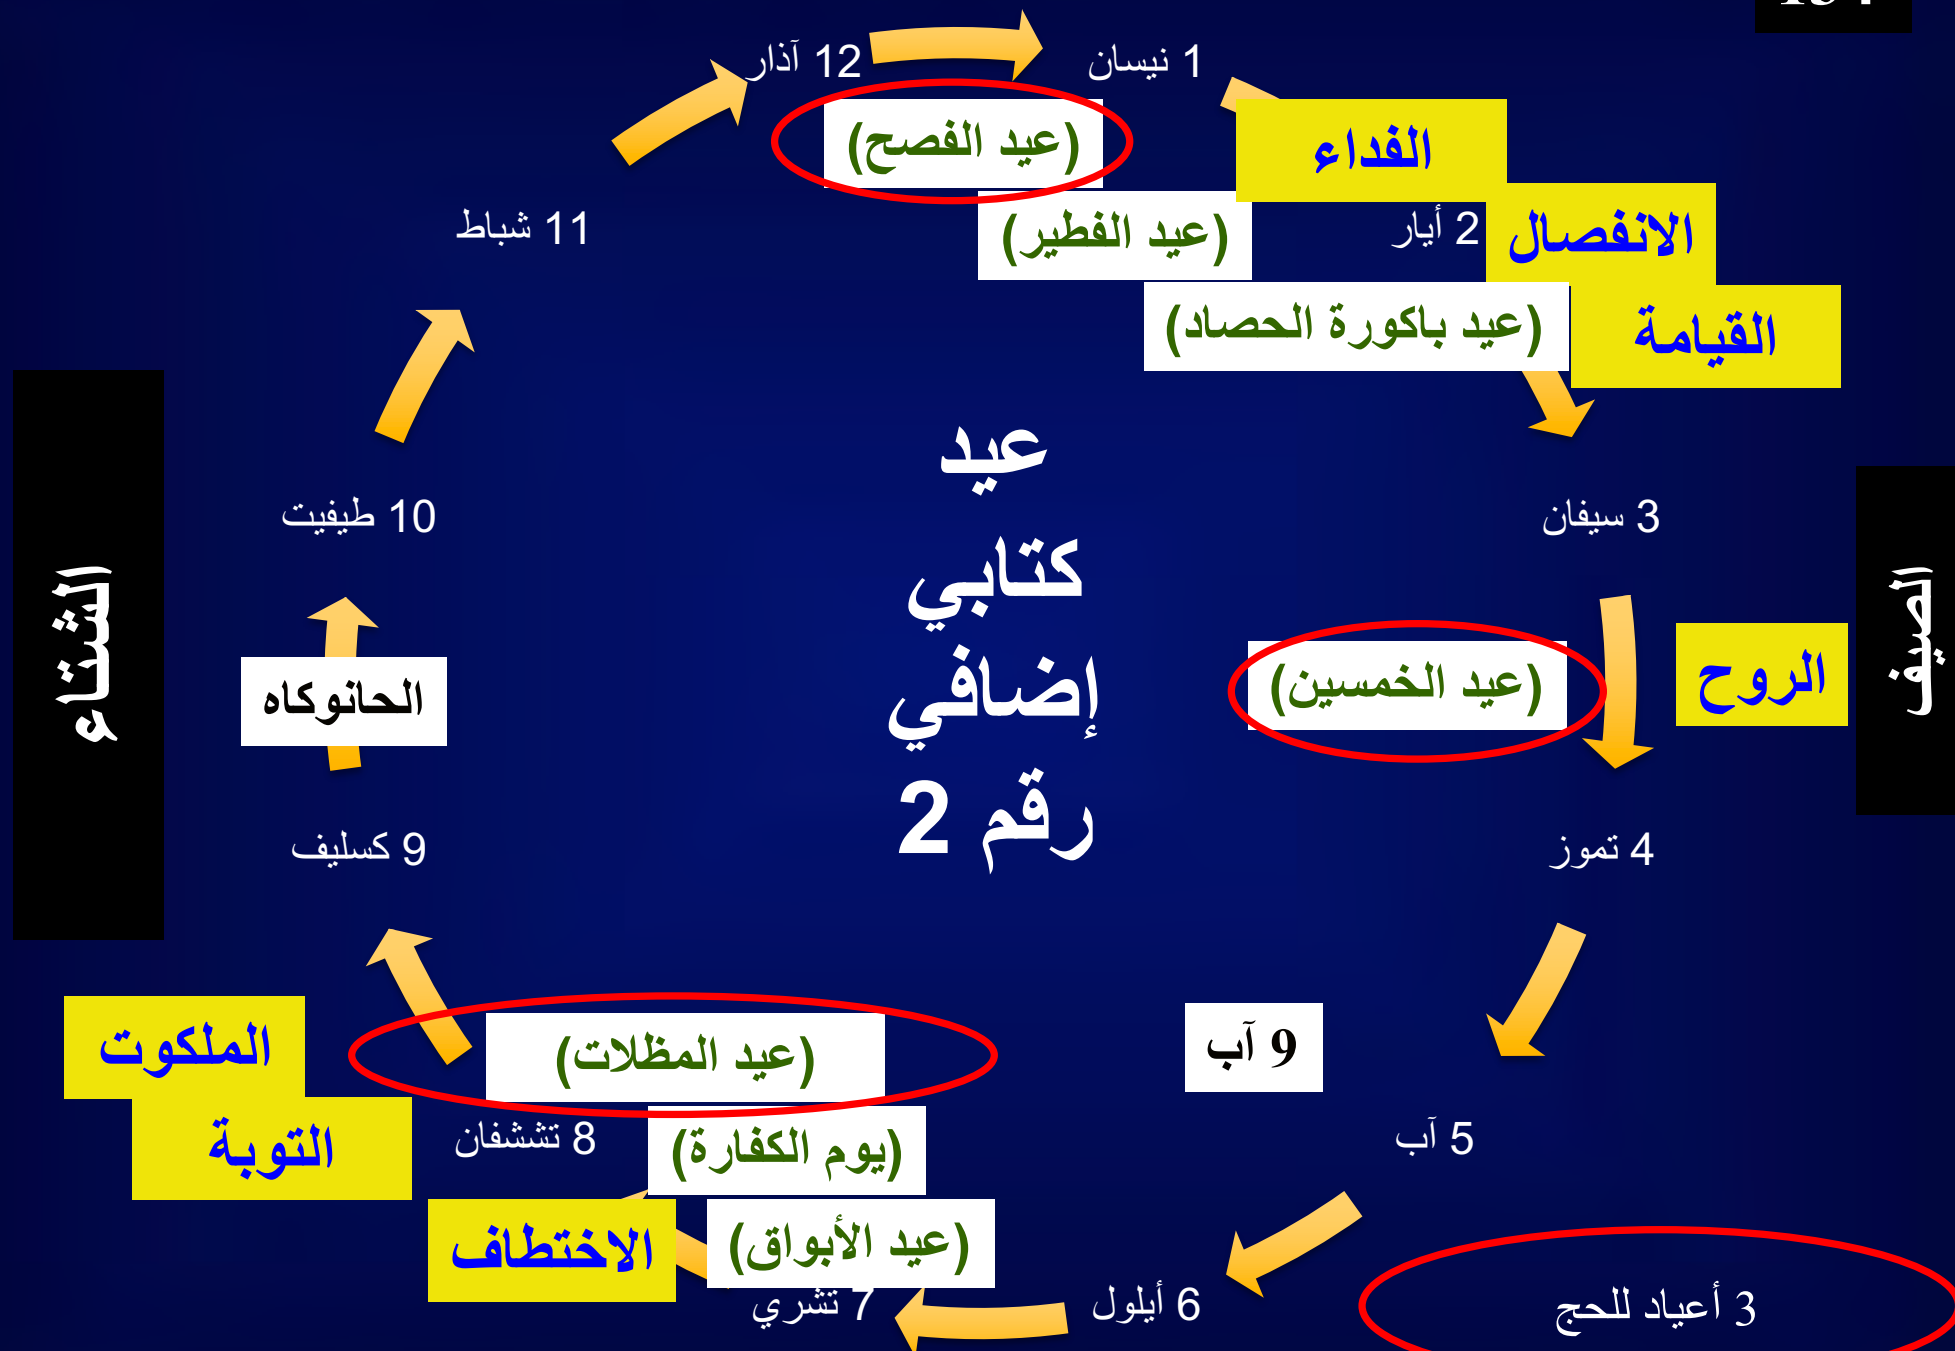 12 آذار
1 نيسان
(عيد الفصح)
الفداء
11 شباط
(عيد الفطير)
2 أيار
الانفصال
(عيد باكورة الحصاد)
القيامة
عيد
كتابي
إضافي
رقم 2
10 طيفيت
3 سيفان
الشتاء
الصيف
الحانوكاه
(عيد الخمسين)
الروح
9 كسليف
4 تموز
الملكوت
(عيد المظلات)
9 آب
التوبة
8 تششفان
(يوم الكفارة)
5 آب
الاختطاف
(عيد الأبواق)
7 تشري
6 أيلول
3 أعياد للحج